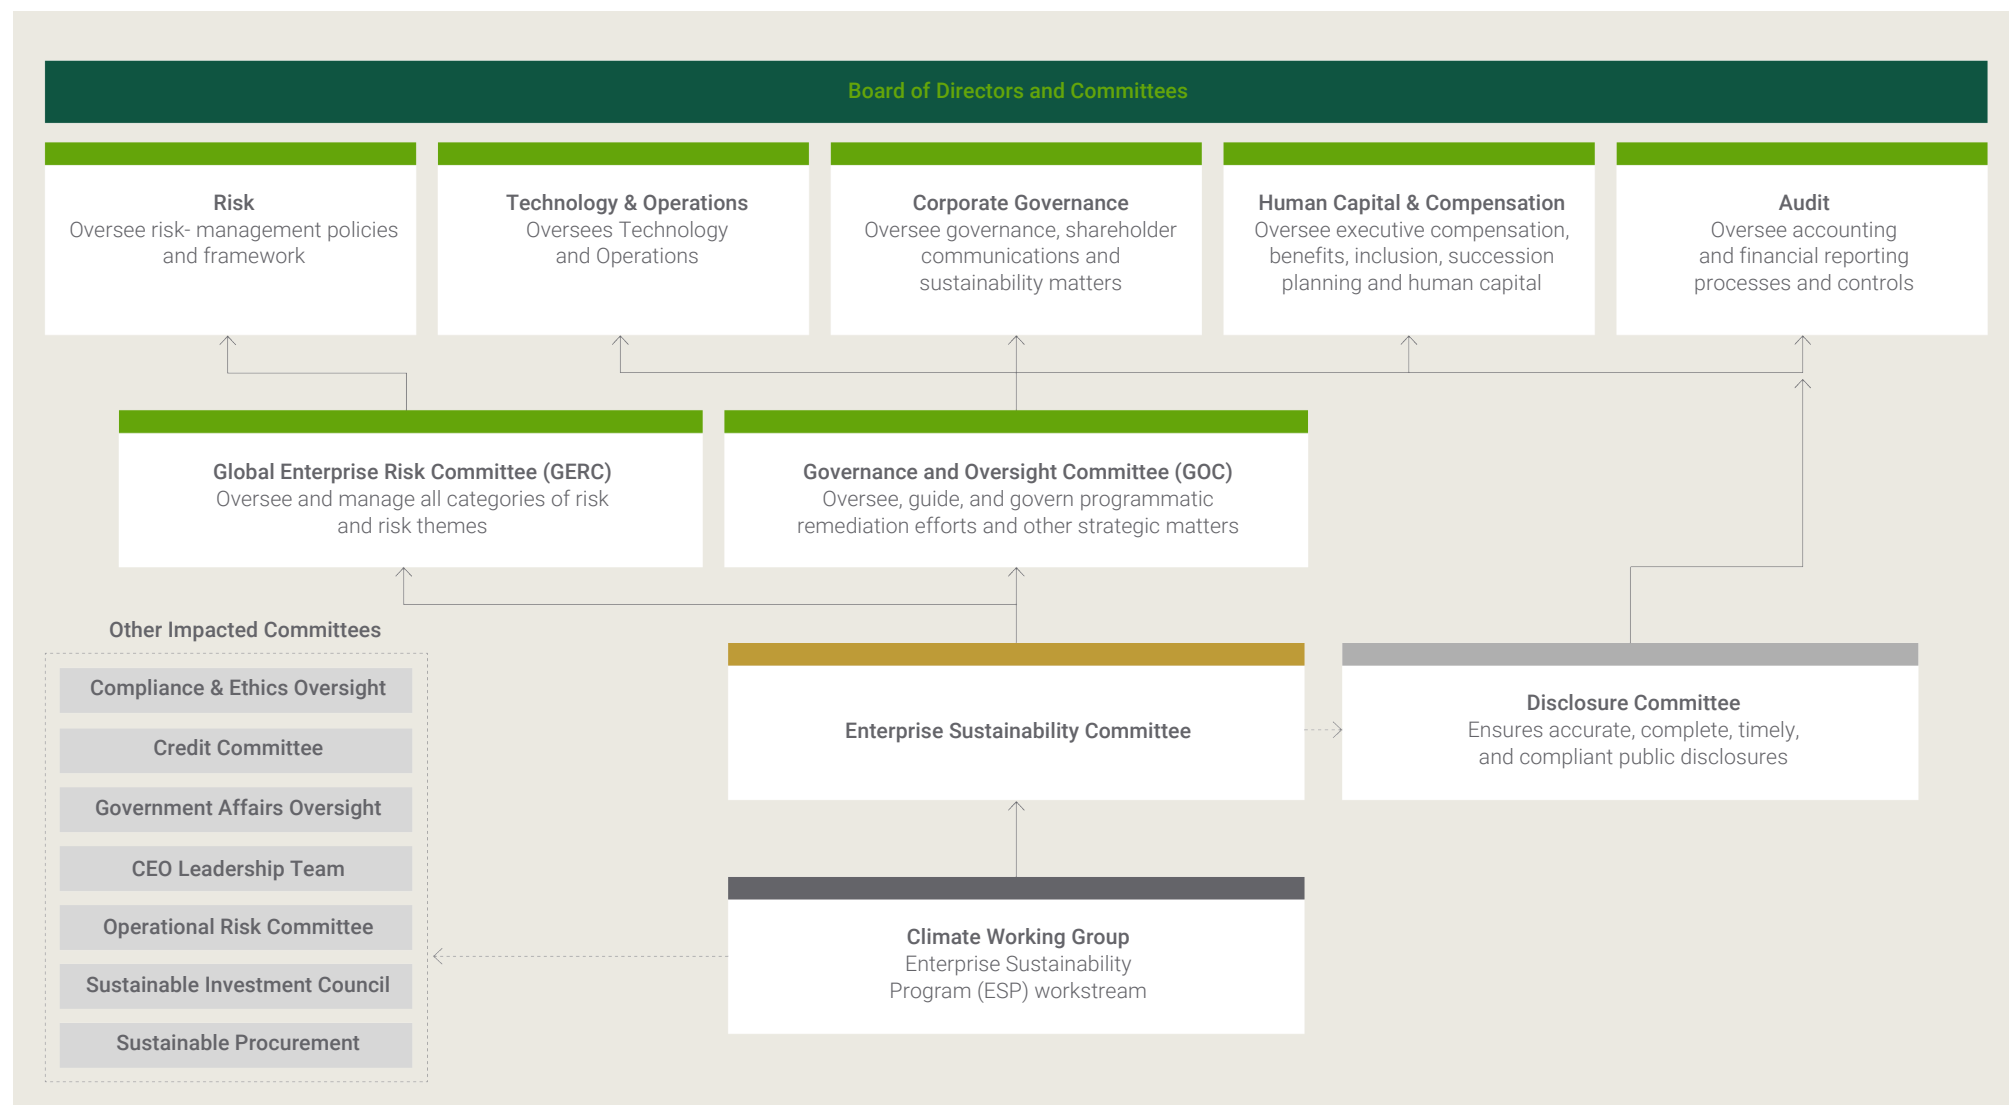 Board of Directors and Committees
Risk
Oversee risk- management policies
and framework
Technology & Operations
Oversees Technology
and Operations
Corporate Governance
Oversee governance, shareholder
communications and
sustainability matters
Human Capital & Compensation
Oversee executive compensation,
benefits, inclusion, succession
planning and human capital
Audit
Oversee accounting
and financial reporting
processes and controls
Global Enterprise Risk Committee (GERC)
Oversee and manage all categories of risk
and risk themes
Governance and Oversight Committee (GOC)
Oversee, guide, and govern programmatic
remediation efforts and other strategic matters
Other Impacted Committees
Compliance & Ethics Oversight
Credit Committee
Government Affairs Oversight
CEO Leadership Team
Operational Risk Committee
Sustainable Investment Council
Sustainable Procurement
Enterprise Sustainability Committee
Disclosure Committee
Ensures accurate, complete, timely,
and compliant public disclosures
Climate Working Group
Enterprise Sustainability
Program (ESP) workstream